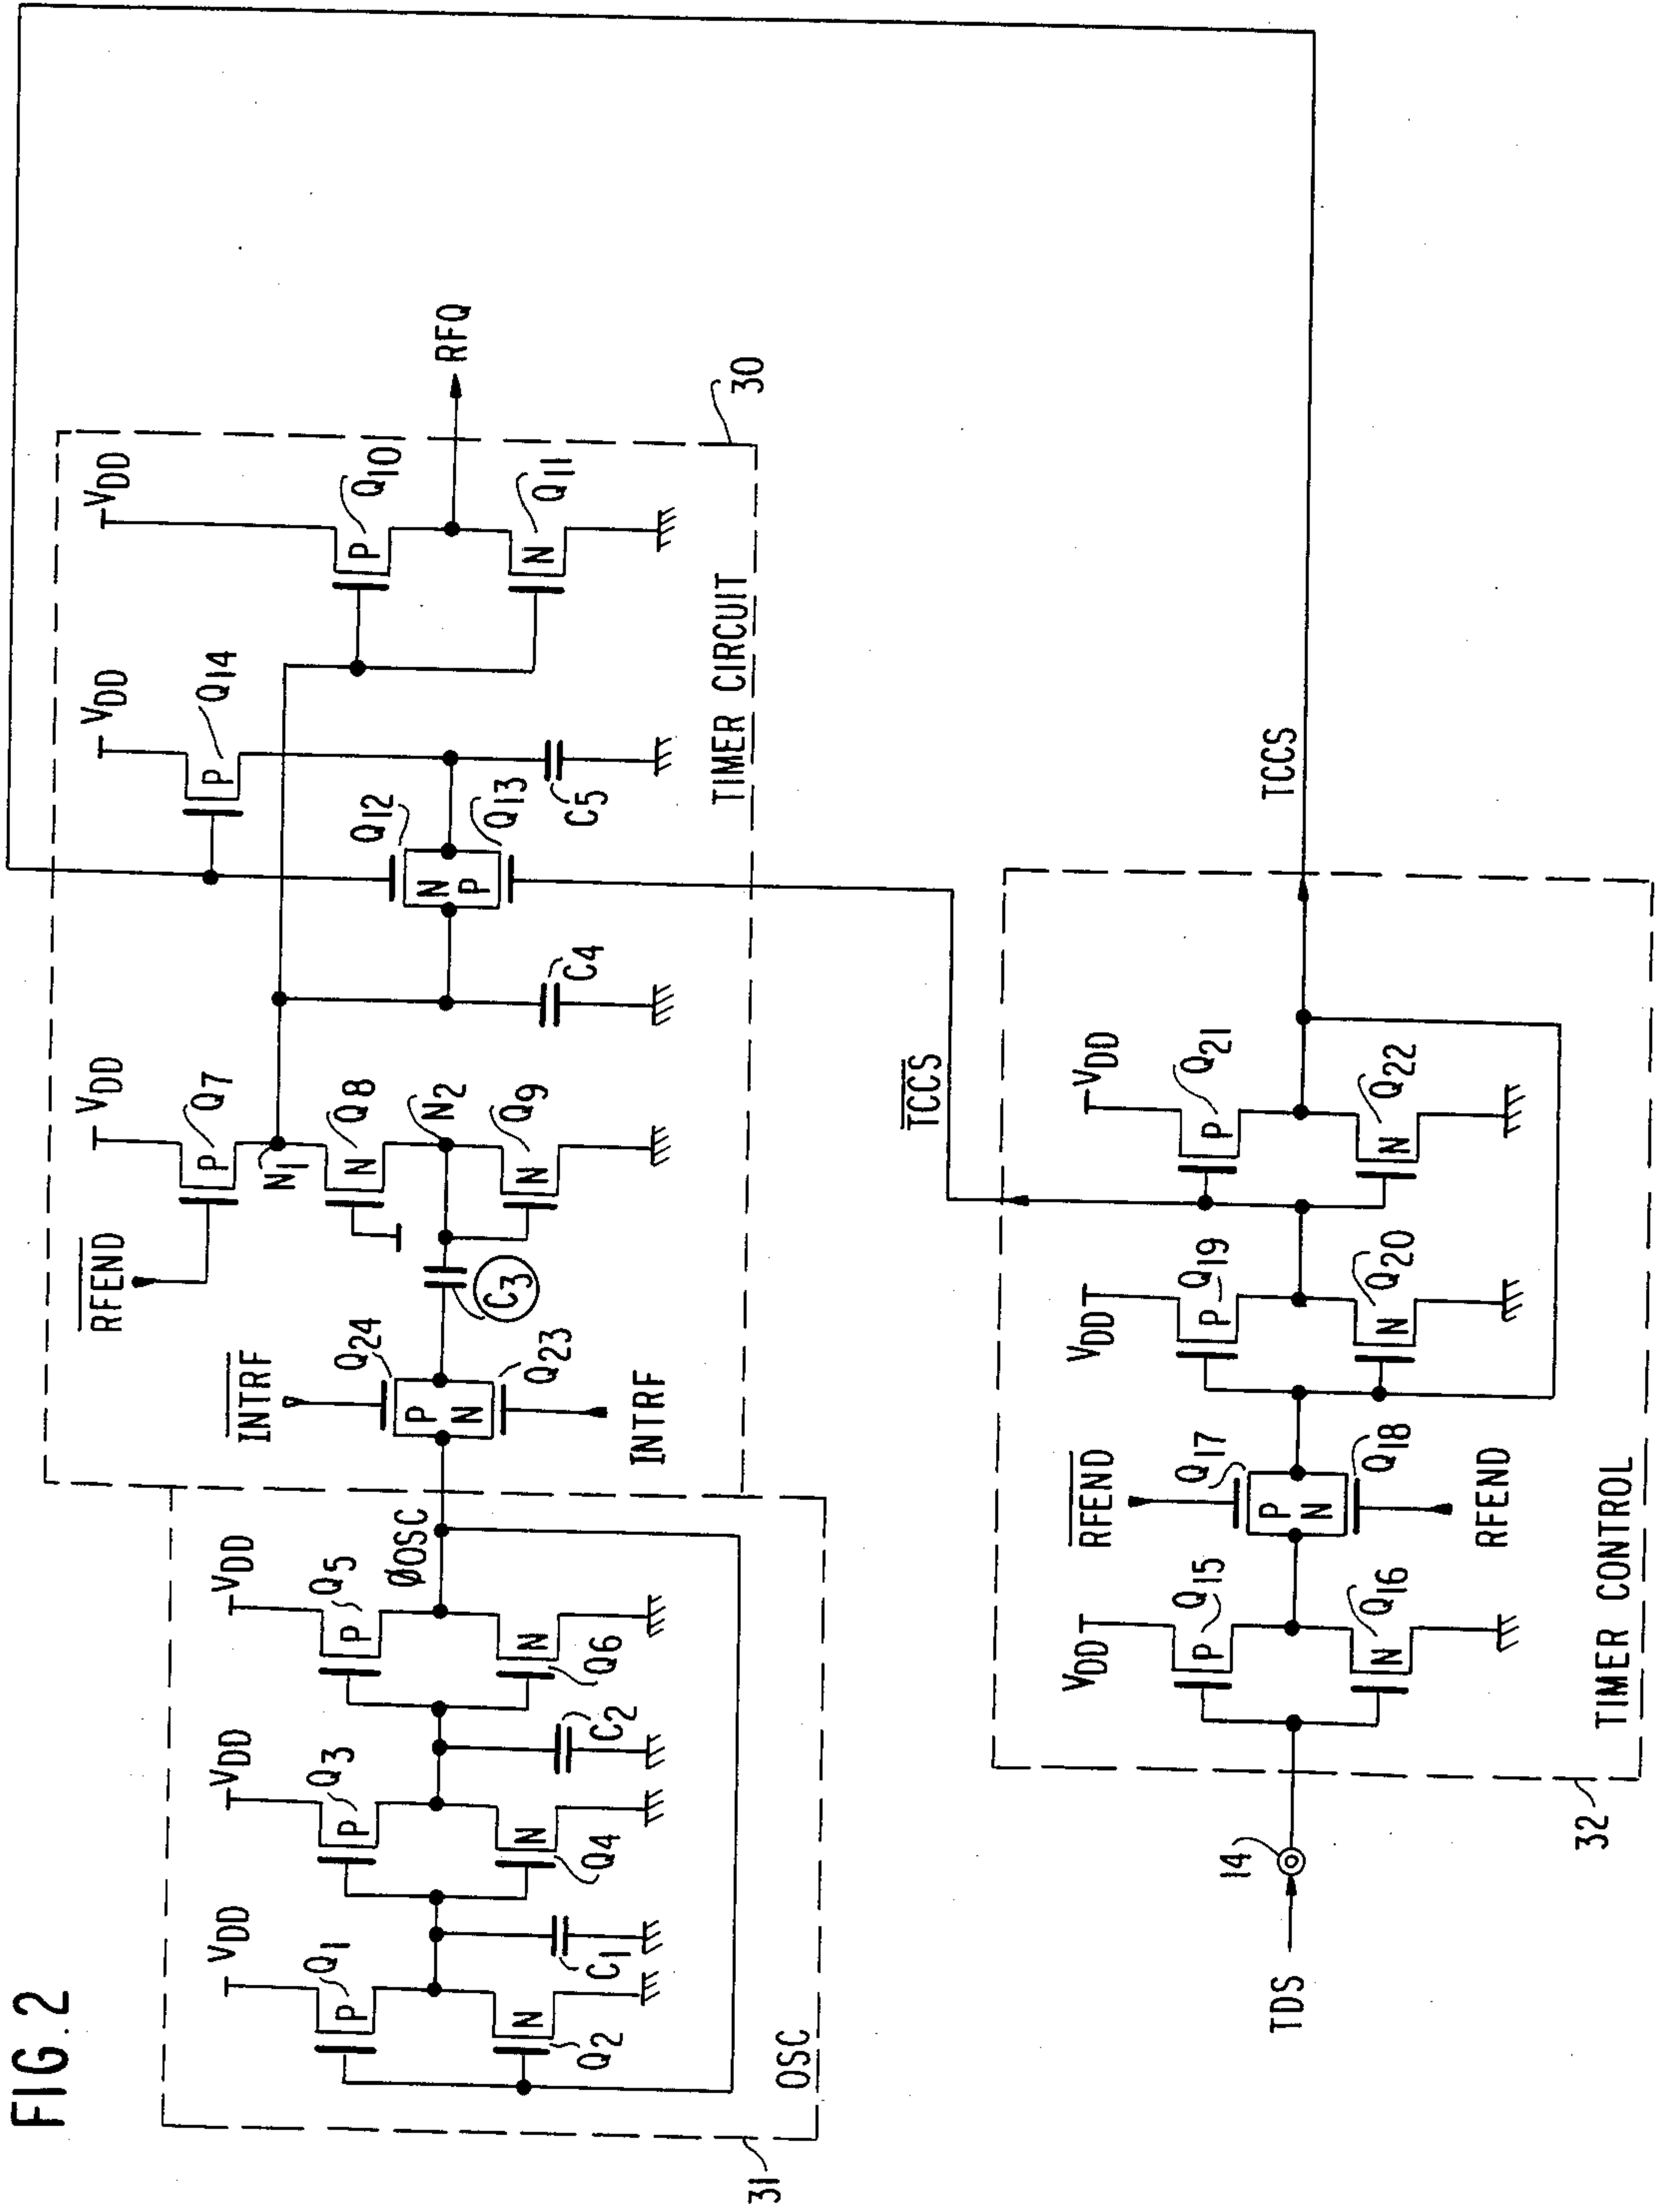 FIG. 2
31
OSC
VDD
Q1
P
N
Q2
C1
VDD
Q3
P
N
Q4
C2
VDD
Q5
P
N
Q6
ØOSC
INTRF
Q24
P
N
Q23
INTRF
C3
RFEND
VDD
Q7
P
N1
Q8
N
N2
Q9
N
C4
Q12
N
P
Q13
C5
VDD
Q14
P
VDD
Q10
P
N
Q11
RFQ
TIMER CIRCUIT
30
TCCS
TCCS
TDS
14
VDD
Q15
P
N
Q16
RFEND
Q17
P
N
Q18
RFEND
VDD
Q19
P
N
Q20
VDD
Q21
P
N
Q22
TIMER CONTROL
32